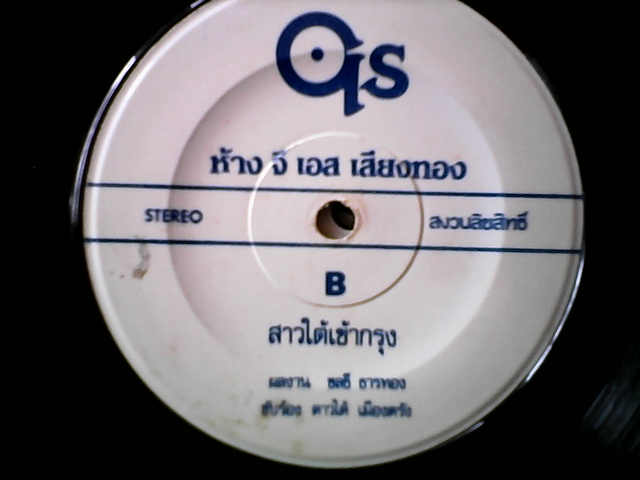 ห้าง จี เอส เสียงทอง
STEREO
สงวนลิขสิทธิ์
B
สาวใต้เข้ากรุง
ผลงาน ชลธี ธารทอง
ขับร้อง ดาวใต้ เมืองตรัง